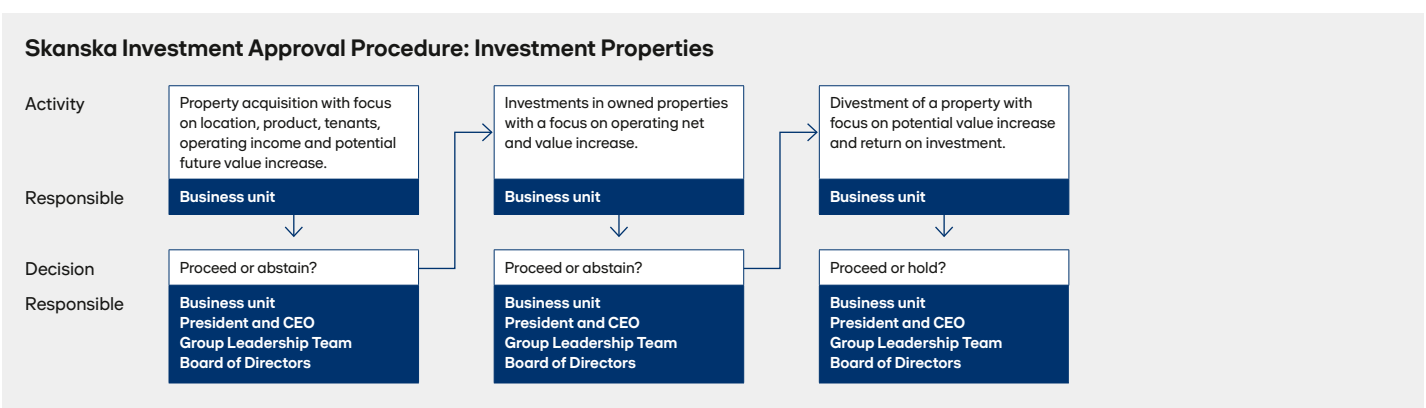 Skanska Investment Approval Procedure: Investment Properties
Activity
Property acquisition with focus
on location, product, tenants,
operating income and potential
future value increase.
Investments in owned properties
with a focus on operating net
and value increase.
Divestment of a property with
focus on potential value increase
and return on investment.
Responsible
Business unit
Business unit
Business unit
Decision
Proceed or abstain?
Proceed or abstain?
Proceed or hold?
Responsible
Business unit
President and CEO
Group Leadership Team
Board of Directors
Business unit
President and CEO
Group Leadership Team
Board of Directors
Business unit
President and CEO
Group Leadership Team
Board of Directors